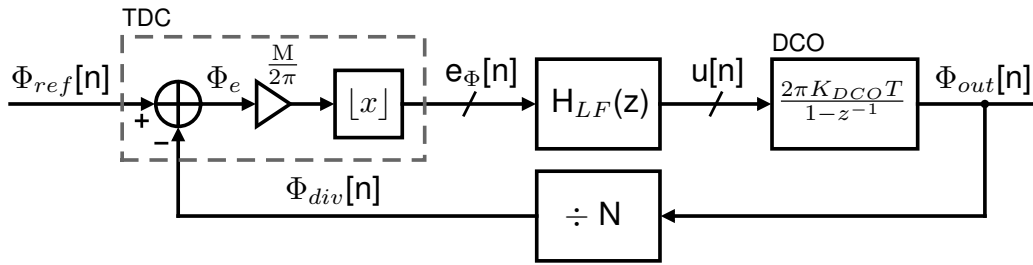 TDC
DCO
Φ_ref[n]
+
−
Φ_e
M/2π
⌊x⌋
e_Φ[n]
H_LF(z)
u[n]
2πK_DCO T / 1−z^−1
Φ_out[n]
Φ_div[n]
÷ N